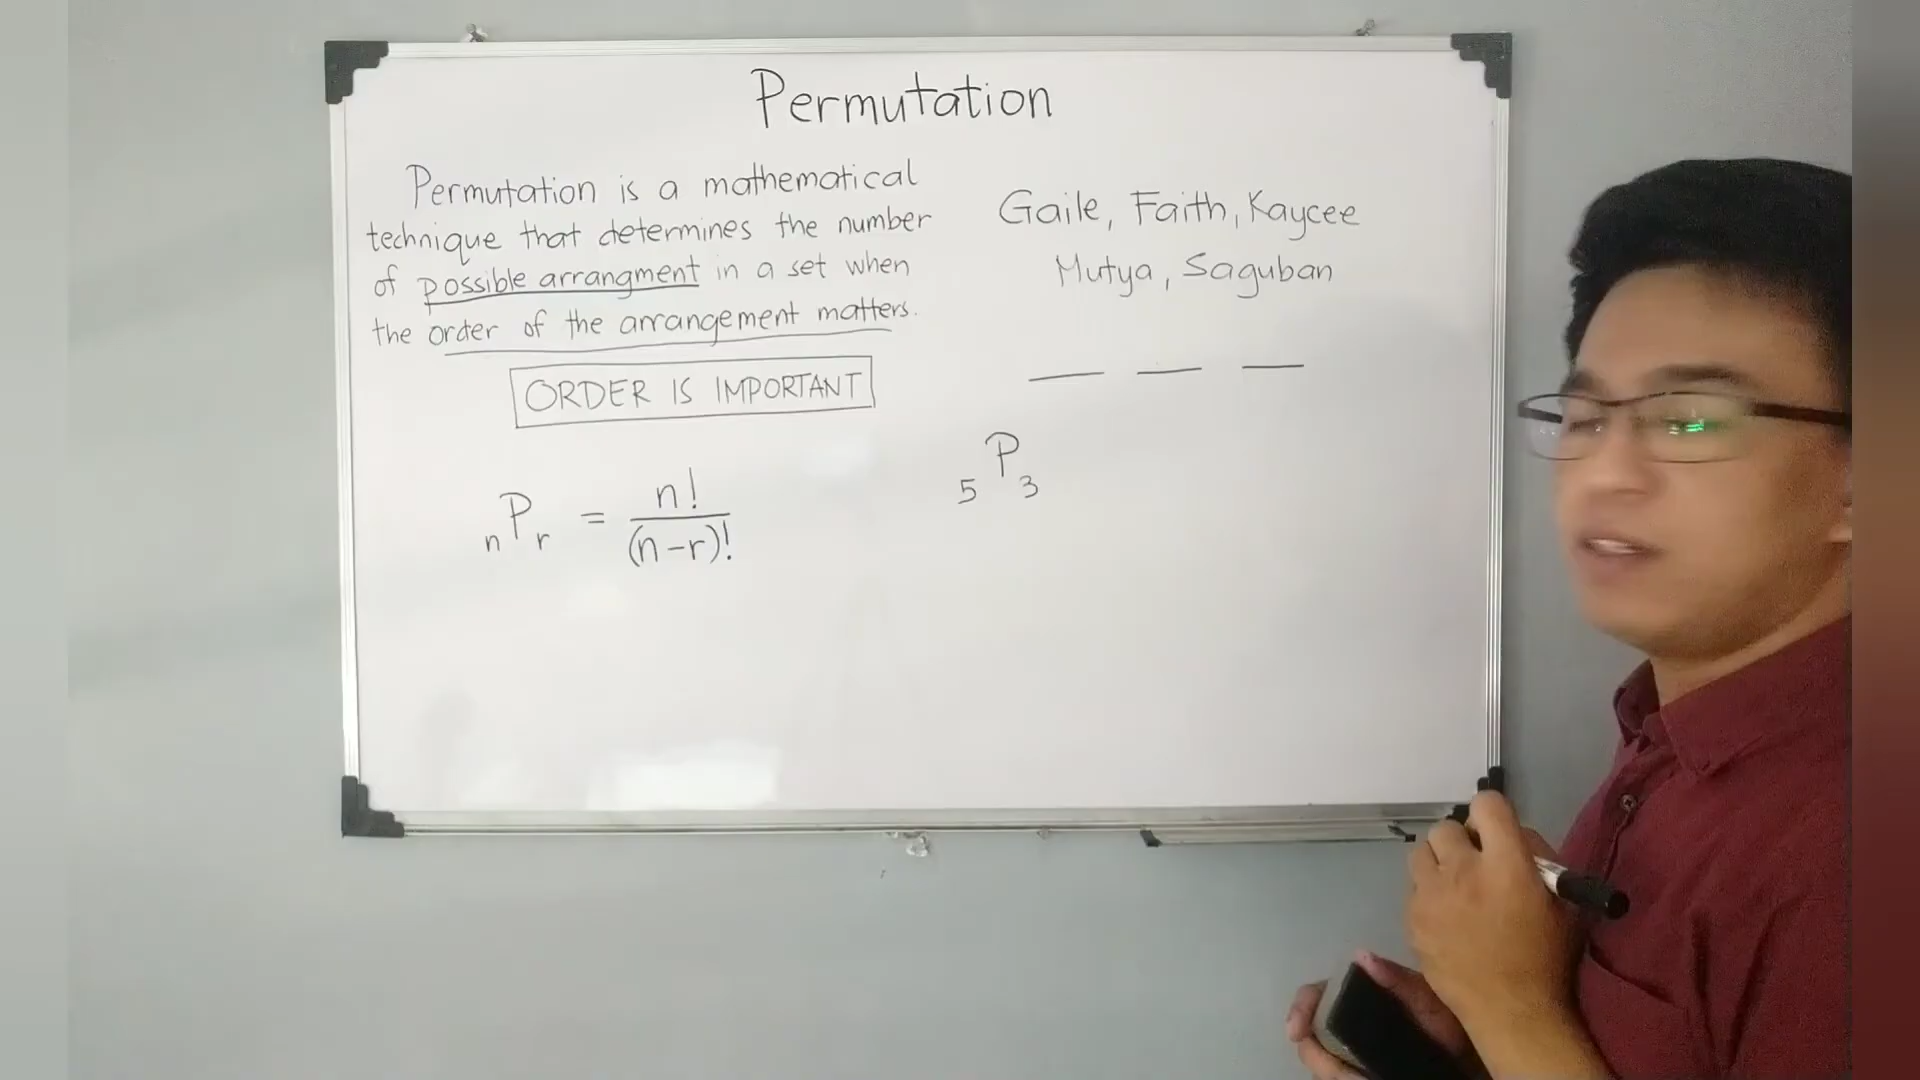 Permutation
Permutation is a mathematical
technique that determines the number
of possible arrangment in a set when
the order of the arrangement matters.
ORDER IS IMPORTANT
nPr = n!/(n-r)!
Gaile, Faith, Kaycee
Mutya, Saguban
5P3